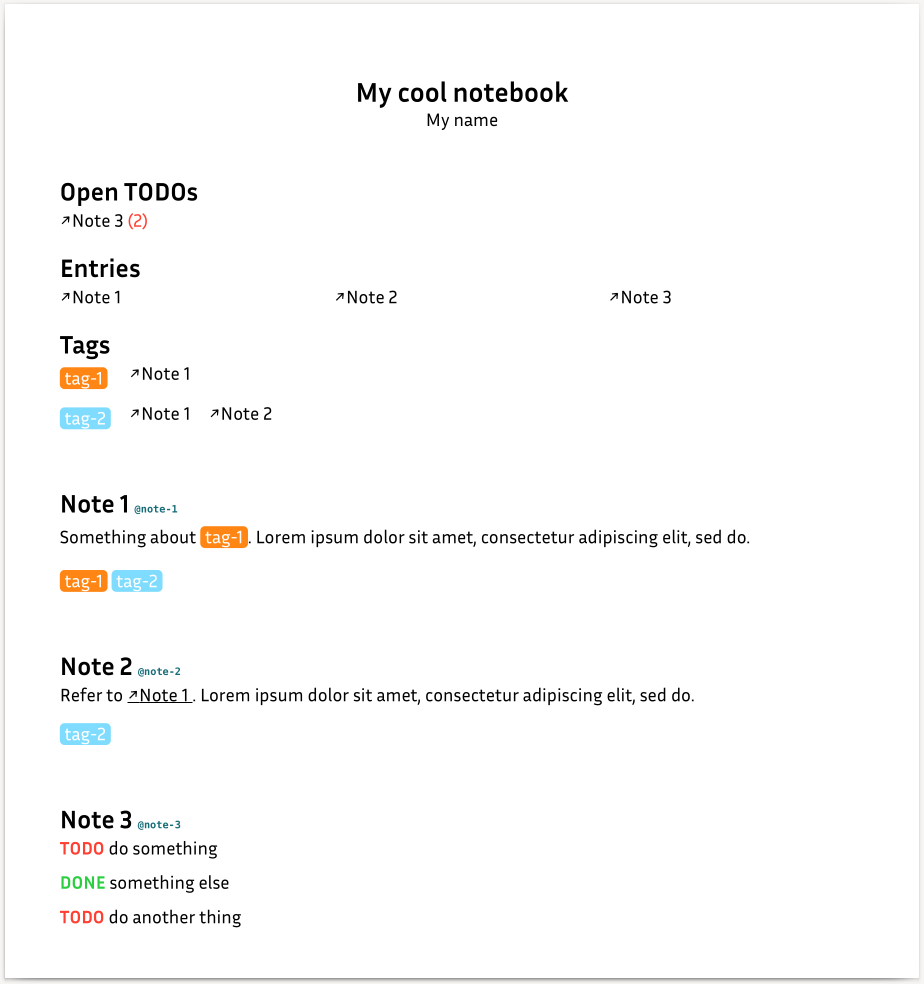 My cool notebook
My name
Open TODOs
↗Note 3 (2)
Entries
↗Note 1 ↗Note 2 ↗Note 3
Tags
tag-1 ↗Note 1
tag-2 ↗Note 1 ↗Note 2
Note 1 @note-1
Something about tag-1. Lorem ipsum dolor sit amet, consectetur adipiscing elit, sed do.
tag-1 tag-2
Note 2 @note-2
Refer to ↗Note 1 . Lorem ipsum dolor sit amet, consectetur adipiscing elit, sed do.
tag-2
Note 3 @note-3
TODO do something
DONE something else
TODO do another thing